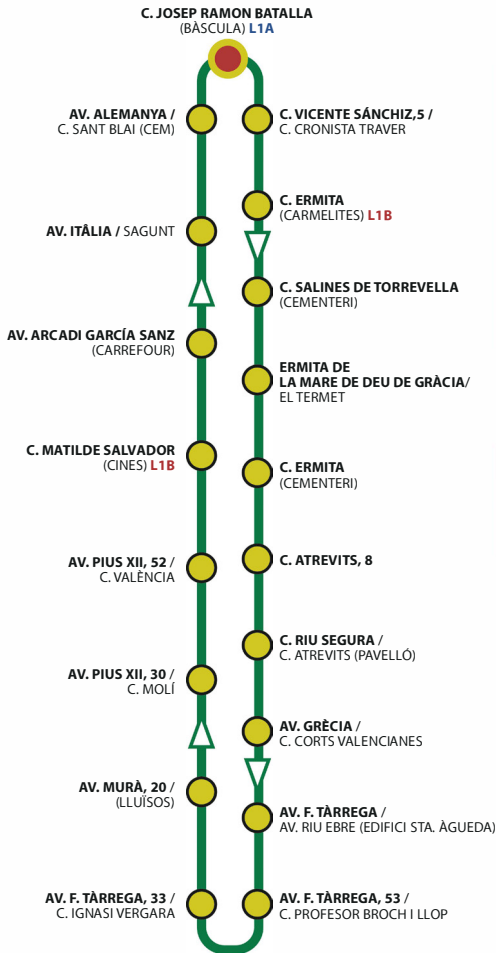 C. JOSEP RAMON BATALLA
(BÀSCULA) L1A
C. VICENTE SÁNCHIZ,5 /
C. CRONISTA TRAVER
C. ERMITA
(CARMELITES) L1B
C. SALINES DE TORREVELLA
(CEMENTERI)
ERMITA DE
LA MARE DE DEU DE GRÀCIA/
EL TERMET
C. ERMITA
(CEMENTERI)
C. ATREVITS, 8
C. RIU SEGURA /
C. ATREVITS (PAVELLÓ)
AV. GRÈCIA /
C. CORTS VALENCIANES
AV. F. TÀRREGA /
AV. RIU EBRE (EDIFICI STA. ÀGUEDA)
AV. F. TÀRREGA, 53 /
C. PROFESOR BROCH I LLOP
AV. F. TÀRREGA, 33 /
C. IGNASI VERGARA
AV. MURÀ, 20 /
(LLUÏSOS)
AV. PIUS XII, 30 /
C. MOLÍ
AV. PIUS XII, 52 /
C. VALÈNCIA
C. MATILDE SALVADOR
(CINES) L1B
AV. ARCADI GARCÍA SANZ
(CARREFOUR)
AV. ITÂLIA / SAGUNT
AV. ALEMANYA /
C. SANT BLAI (CEM)